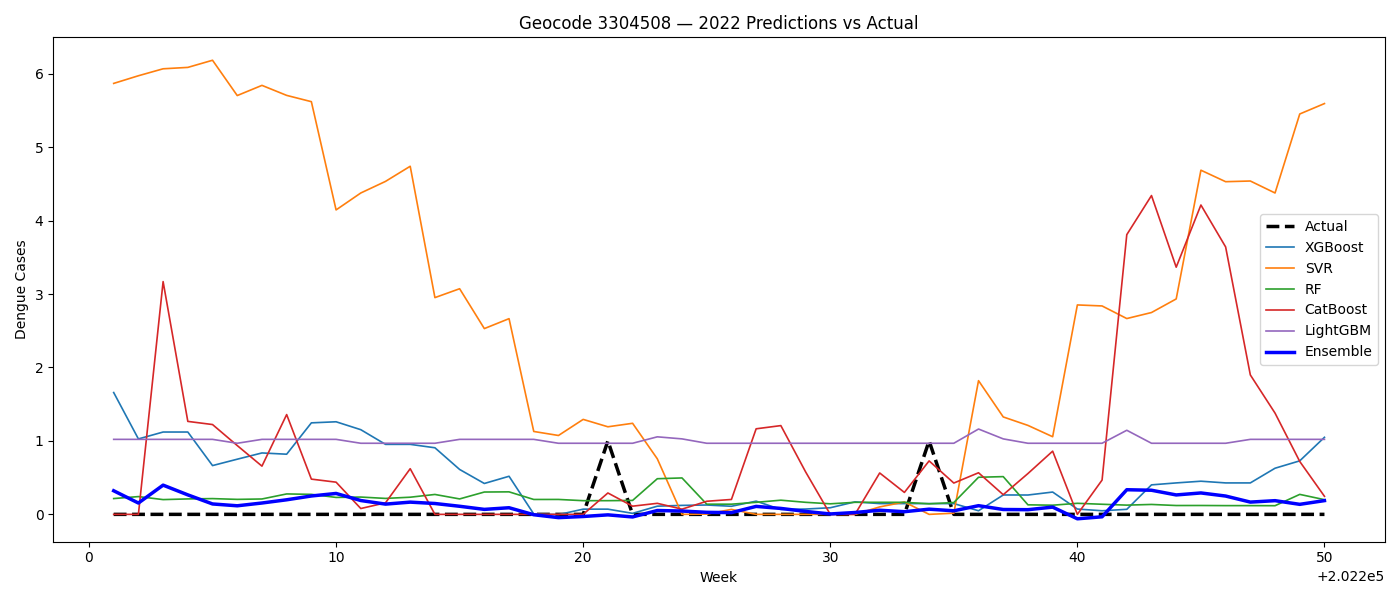 Geocode 3304508 — 2022 Predictions vs Actual
Dengue Cases
6
5
4
3
2
1
0
Actual
XGBoost
SVR
RF
CatBoost
LightGBM
Ensemble
0 10 20 30 40 50
Week
+2.022e5